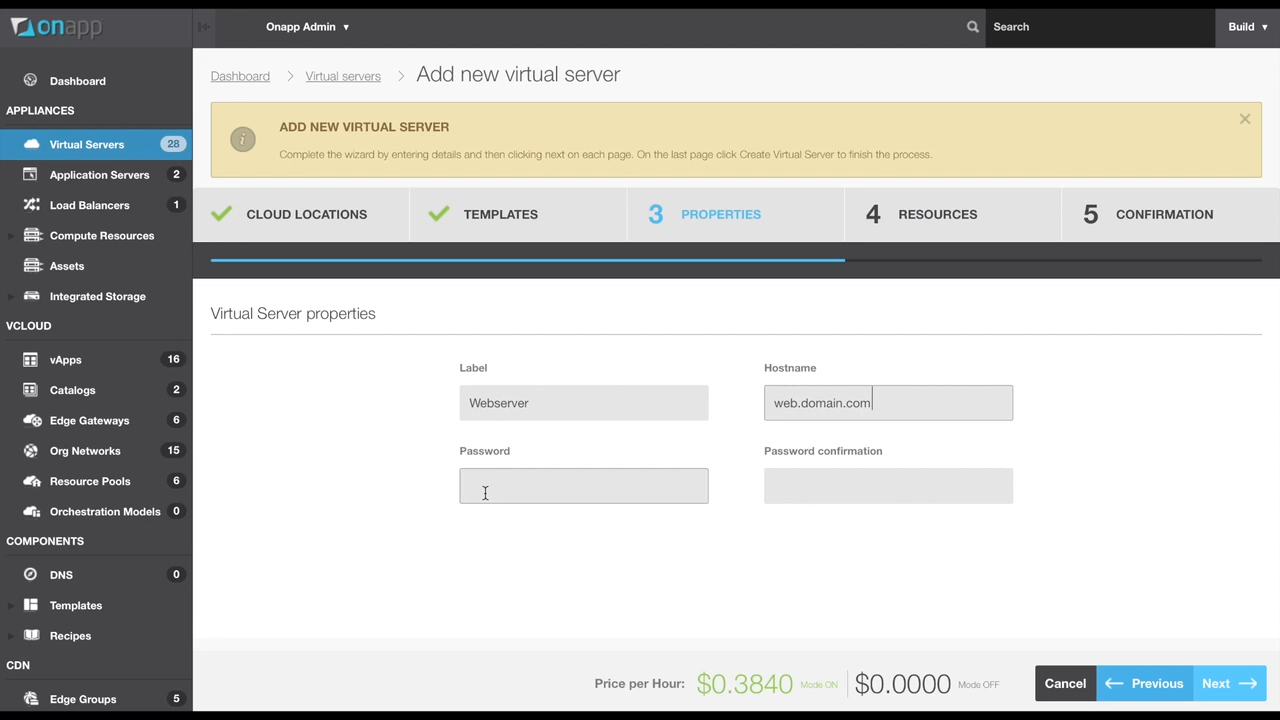 onapp
Onapp Admin
Search
Build
Dashboard
APPLIANCES
Virtual Servers 28
Application Servers 2
Load Balancers 1
Compute Resources
Assets
Integrated Storage
VCLOUD
vApps 16
Catalogs 2
Edge Gateways 6
Org Networks 15
Resource Pools 6
Orchestration Models 0
COMPONENTS
DNS 0
Templates
Recipes
CDN
Edge Groups 5
Dashboard > Virtual servers > Add new virtual server
ADD NEW VIRTUAL SERVER
Complete the wizard by entering details and then clicking next on each page. On the last page click Create Virtual Server to finish the process.
CLOUD LOCATIONS
TEMPLATES
3 PROPERTIES
4 RESOURCES
5 CONFIRMATION
Virtual Server properties
Label
Webserver
Hostname
web.domain.com
Password
Password confirmation
Price per Hour: $0.3840 Mode ON $0.0000 Mode OFF
Cancel
Previous
Next